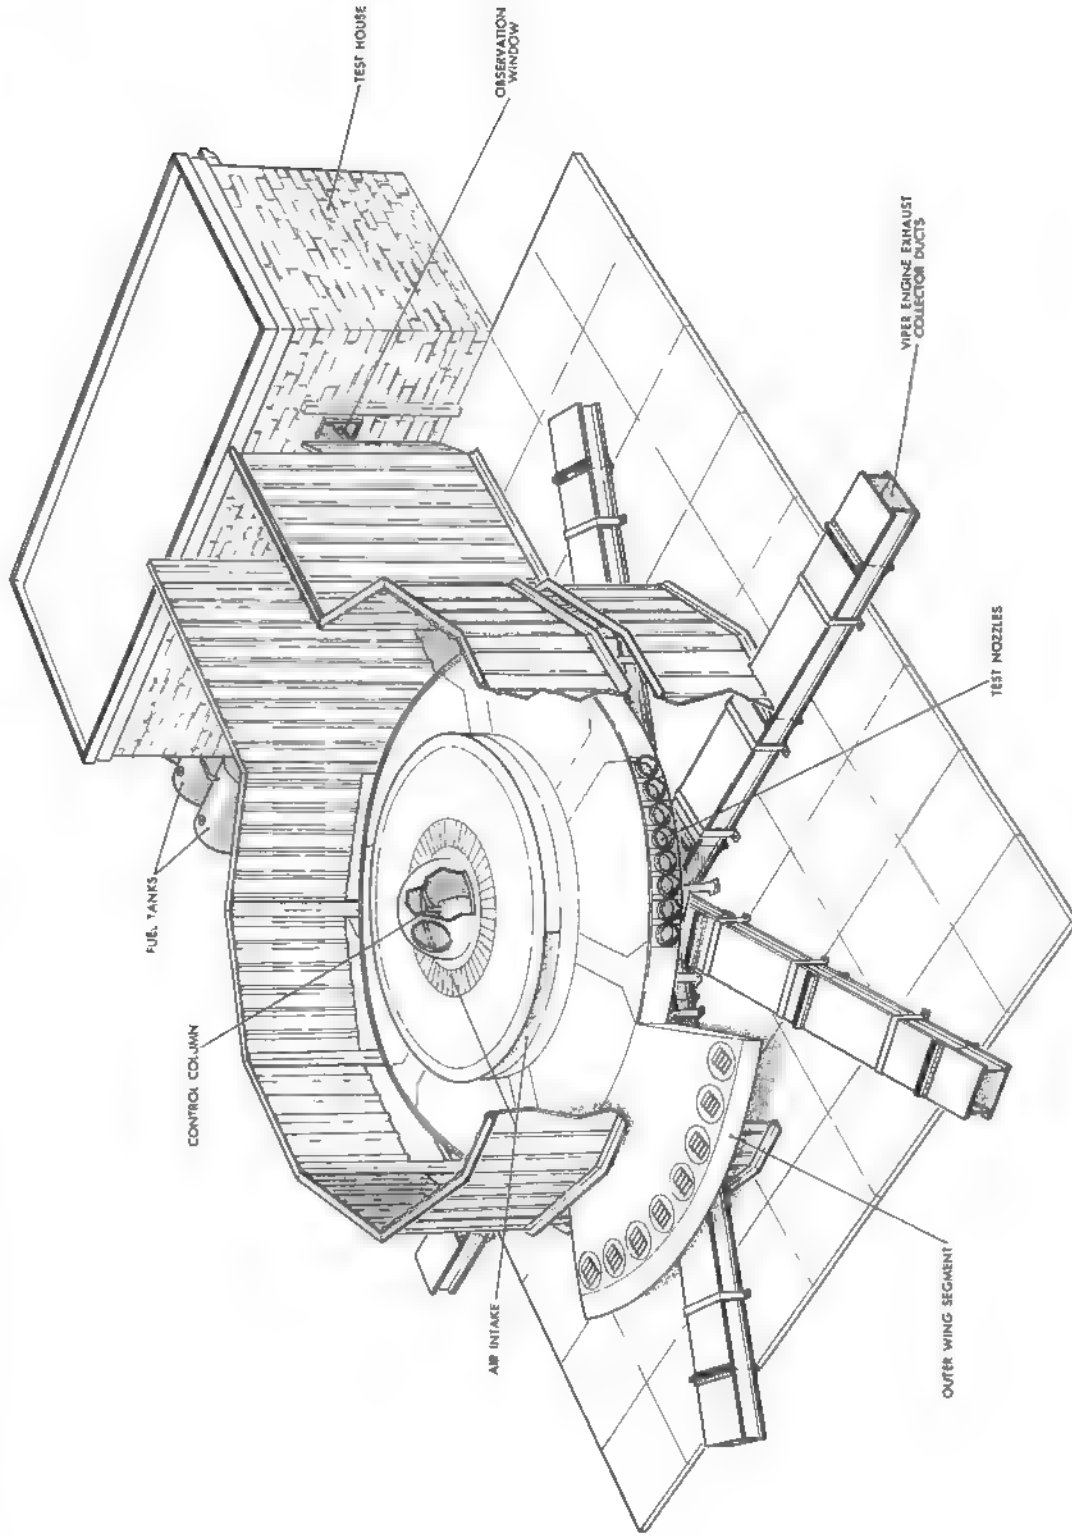 TEST HOUSE
OBSERVATION
WINDOW
FUEL TANKS
VIPER ENGINE EXHAUST
COLLECTOR DUCTS
CONTROL COLUMN
TEST NOZZLES
AIR INTAKE
OUTER WING SEGMENT